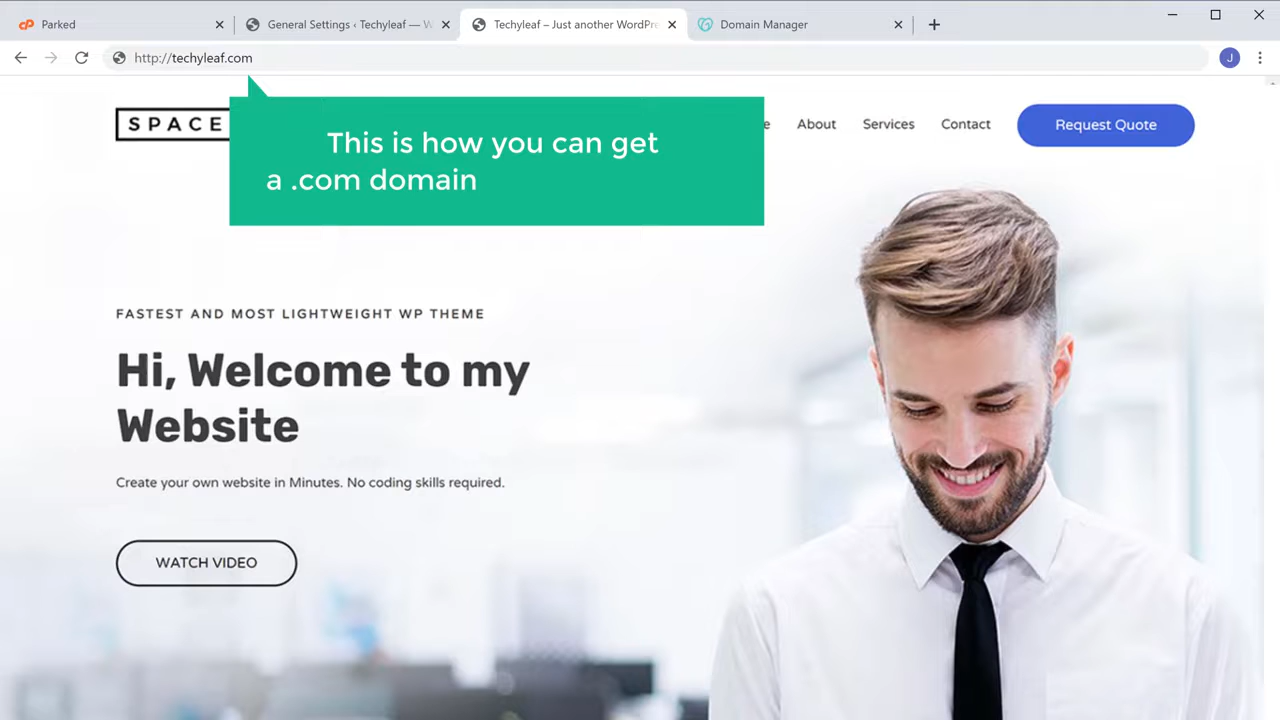 Parked
General Settings ‹ Techyleaf — W
Techyleaf – Just another WordPre
Domain Manager
http://techyleaf.com
J
This is how you can get
a .com domain
SPACE
e
About
Services
Contact
Request Quote
FASTEST AND MOST LIGHTWEIGHT WP THEME
Hi, Welcome to my
Website
Create your own website in Minutes. No coding skills required.
WATCH VIDEO